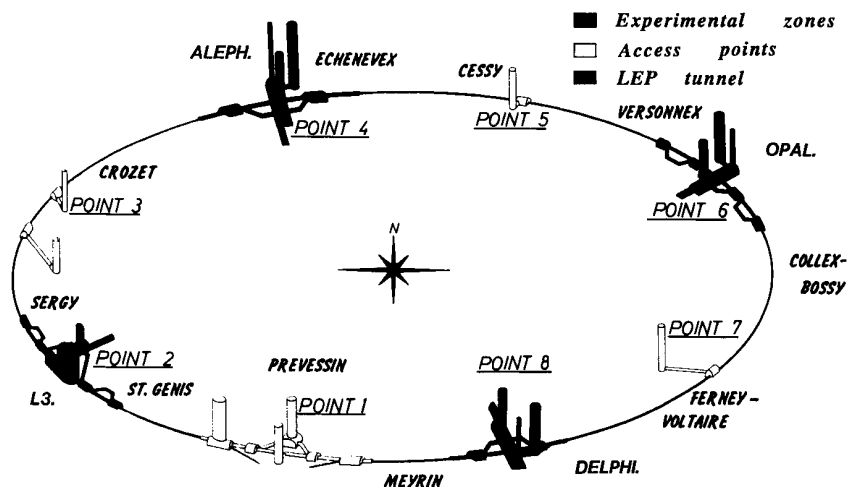 Experimental zones
Access points
LEP tunnel
ALEPH.
ECHENEVEX
POINT 4
CESSY
POINT 5
VERSONNEX
OPAL.
POINT 6
CROZET
POINT 3
N
COLLEX-
BOSSY
SERGY
POINT 2
L3.
ST. GENIS
PREVESSIN
POINT 1
MEYRIN
POINT 8
DELPHI.
POINT 7
FERNEY-
VOLTAIRE